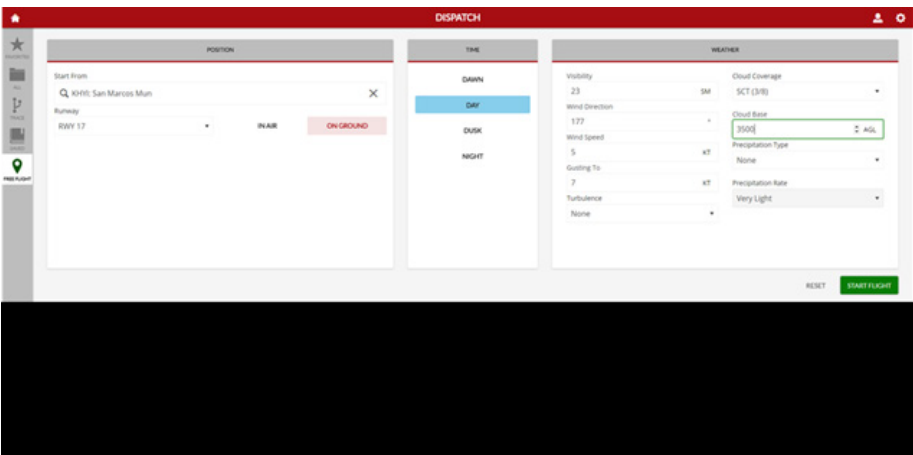 DISPATCH
FAVORITES
ALL
TRACE
FREE FLIGHT
POSITION
Start From
KHYI: San Marcos Mun
Runway
RWY 17
IN AIR
ON GROUND
TIME
DAWN
DAY
DUSK
NIGHT
WEATHER
Visibility
23 SM
Wind Direction
177 °
Wind Speed
5 KT
Gusting To
7 KT
Turbulence
None
Cloud Coverage
SCT (3/8)
Cloud Base
3500 AGL
Precipitation Type
None
Precipitation Rate
Very Light
RESET
START FLIGHT